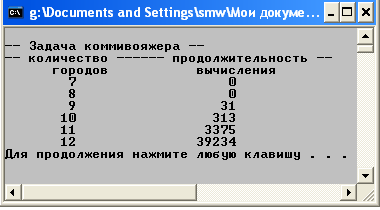 g:\Documents and Settings\smw\Мои докуме...
-- Задача коммивояжера --
-- количество ------ продолжительность --
городов вычисления
7 0
8 0
9 31
10 313
11 3375
12 39234
Для продолжения нажмите любую клавишу . . .